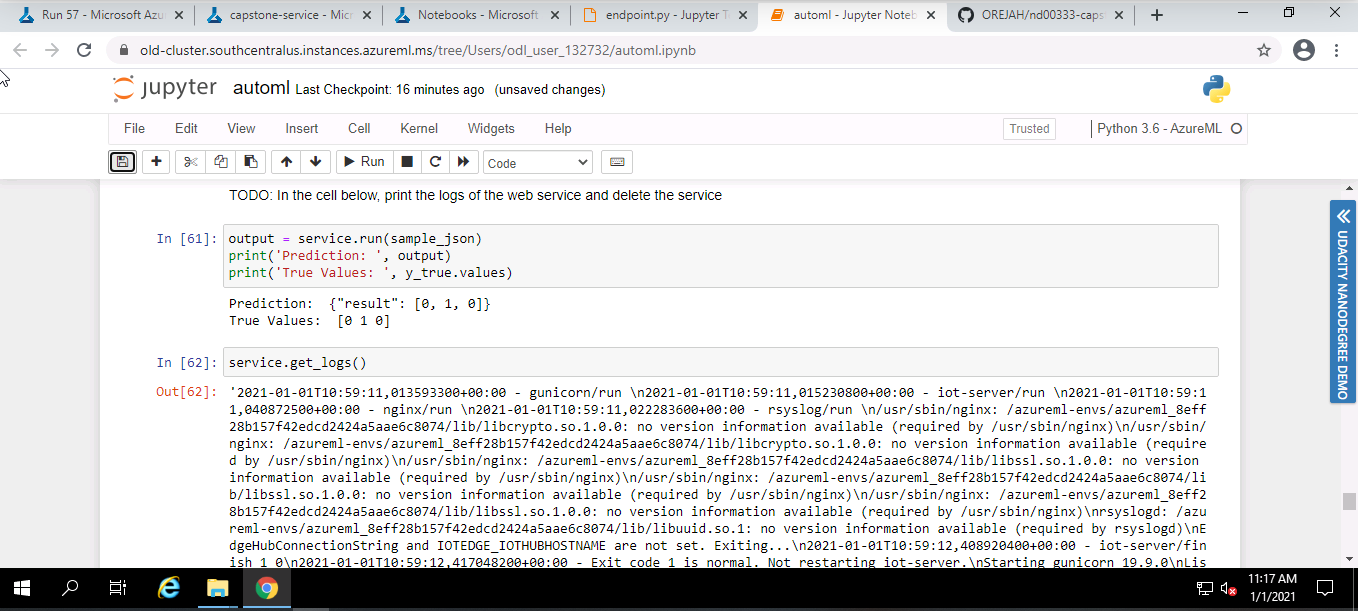 Run 57 - Microsoft Azu
capstone-service - Micr
Notebooks - Microsoft
endpoint.py - Jupyter T
automl - Jupyter Noteb
OREJAH/nd00333-caps
old-cluster.southcentralus.instances.azureml.ms/tree/Users/odl_user_132732/automl.ipynb
jupyter automl Last Checkpoint: 16 minutes ago (unsaved changes)
File Edit View Insert Cell Kernel Widgets Help Trusted Python 3.6 - AzureML
Run Code
TODO: In the cell below, print the logs of the web service and delete the service
In [61]: output = service.run(sample_json)
print('Prediction: ', output)
print('True Values: ', y_true.values)
Prediction:  {"result": [0, 1, 0]}
True Values:  [0 1 0]
In [62]: service.get_logs()
Out[62]: '2021-01-01T10:59:11,013593300+00:00 - gunicorn/run \n2021-01-01T10:59:11,015230800+00:00 - iot-server/run \n2021-01-01T10:59:1
1,040872500+00:00 - nginx/run \n2021-01-01T10:59:11,022283600+00:00 - rsyslog/run \n/usr/sbin/nginx: /azureml-envs/azureml_8eff
28b157f42edcd2424a5aae6c8074/lib/libcrypto.so.1.0.0: no version information available (required by /usr/sbin/nginx)\n/usr/sbin/
nginx: /azureml-envs/azureml_8eff28b157f42edcd2424a5aae6c8074/lib/libcrypto.so.1.0.0: no version information available (require
d by /usr/sbin/nginx)\n/usr/sbin/nginx: /azureml-envs/azureml_8eff28b157f42edcd2424a5aae6c8074/lib/libssl.so.1.0.0: no version
information available (required by /usr/sbin/nginx)\n/usr/sbin/nginx: /azureml-envs/azureml_8eff28b157f42edcd2424a5aae6c8074/li
b/libssl.so.1.0.0: no version information available (required by /usr/sbin/nginx)\n/usr/sbin/nginx: /azureml-envs/azureml_8eff2
8b157f42edcd2424a5aae6c8074/lib/libssl.so.1.0.0: no version information available (required by /usr/sbin/nginx)\nrsyslogd: /azu
reml-envs/azureml_8eff28b157f42edcd2424a5aae6c8074/lib/libuuid.so.1: no version information available (required by rsyslogd)\nE
dgeHubConnectionString and IOTEDGE_IOTHUBHOSTNAME are not set. Exiting...\n2021-01-01T10:59:12,408920400+00:00 - iot-server/fin
ish 1 0\n2021-01-01T10:59:12,417048200+00:00 - Exit code 1 is normal. Not restarting iot-server.\nStarting gunicorn 19.9.0\nLis
UDACITY NANODEGREE DEMO
11:17 AM
1/1/2021